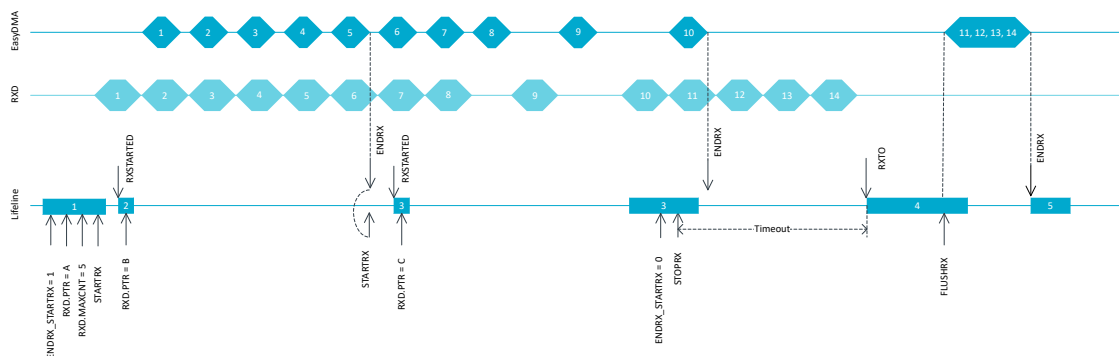 EasyDMA
1
2
3
4
5
6
7
8
9
10
11, 12, 13, 14
RXD
1
2
3
4
5
6
7
8
9
10
11
12
13
14
RXSTARTED
ENDRX
RXSTARTED
ENDRX
RXTO
ENDRX
Lifeline
1
2
3
3
4
5
Timeout
ENDRX_STARTRX = 1
RXD.PTR = A
RXD.MAXCNT = 5
STARTRX
RXD.PTR = B
STARTRX
RXD.PTR = C
ENDRX_STARTRX = 0
STOPRX
FLUSHRX